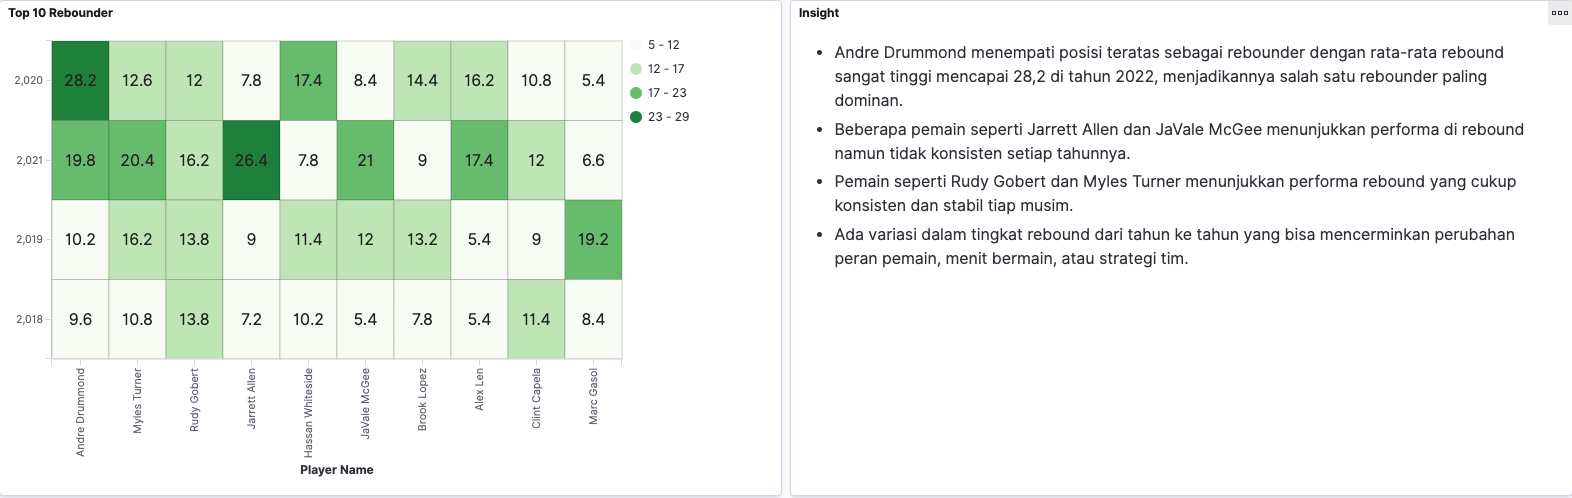 Top 10 Rebounder
2,020
28.2 12.6 12 7.8 17.4 8.4 14.4 16.2 10.8 5.4
2,021
19.8 20.4 16.2 26.4 7.8 21 9 17.4 12 6.6
2,019
10.2 16.2 13.8 9 11.4 12 13.2 5.4 9 19.2
2,018
9.6 10.8 13.8 7.2 10.2 5.4 7.8 5.4 11.4 8.4
Andre Drummond
Myles Turner
Rudy Gobert
Jarrett Allen
Hassan Whiteside
JaVale McGee
Brook Lopez
Alex Len
Clint Capela
Marc Gasol
Player Name
5 - 12
12 - 17
17 - 23
23 - 29
Insight
• Andre Drummond menempati posisi teratas sebagai rebounder dengan rata-rata rebound
sangat tinggi mencapai 28,2 di tahun 2022, menjadikannya salah satu rebounder paling
dominan.
• Beberapa pemain seperti Jarrett Allen dan JaVale McGee menunjukkan performa di rebound
namun tidak konsisten setiap tahunnya.
• Pemain seperti Rudy Gobert dan Myles Turner menunjukkan performa rebound yang cukup
konsisten dan stabil tiap musim.
• Ada variasi dalam tingkat rebound dari tahun ke tahun yang bisa mencerminkan perubahan
peran pemain, menit bermain, atau strategi tim.